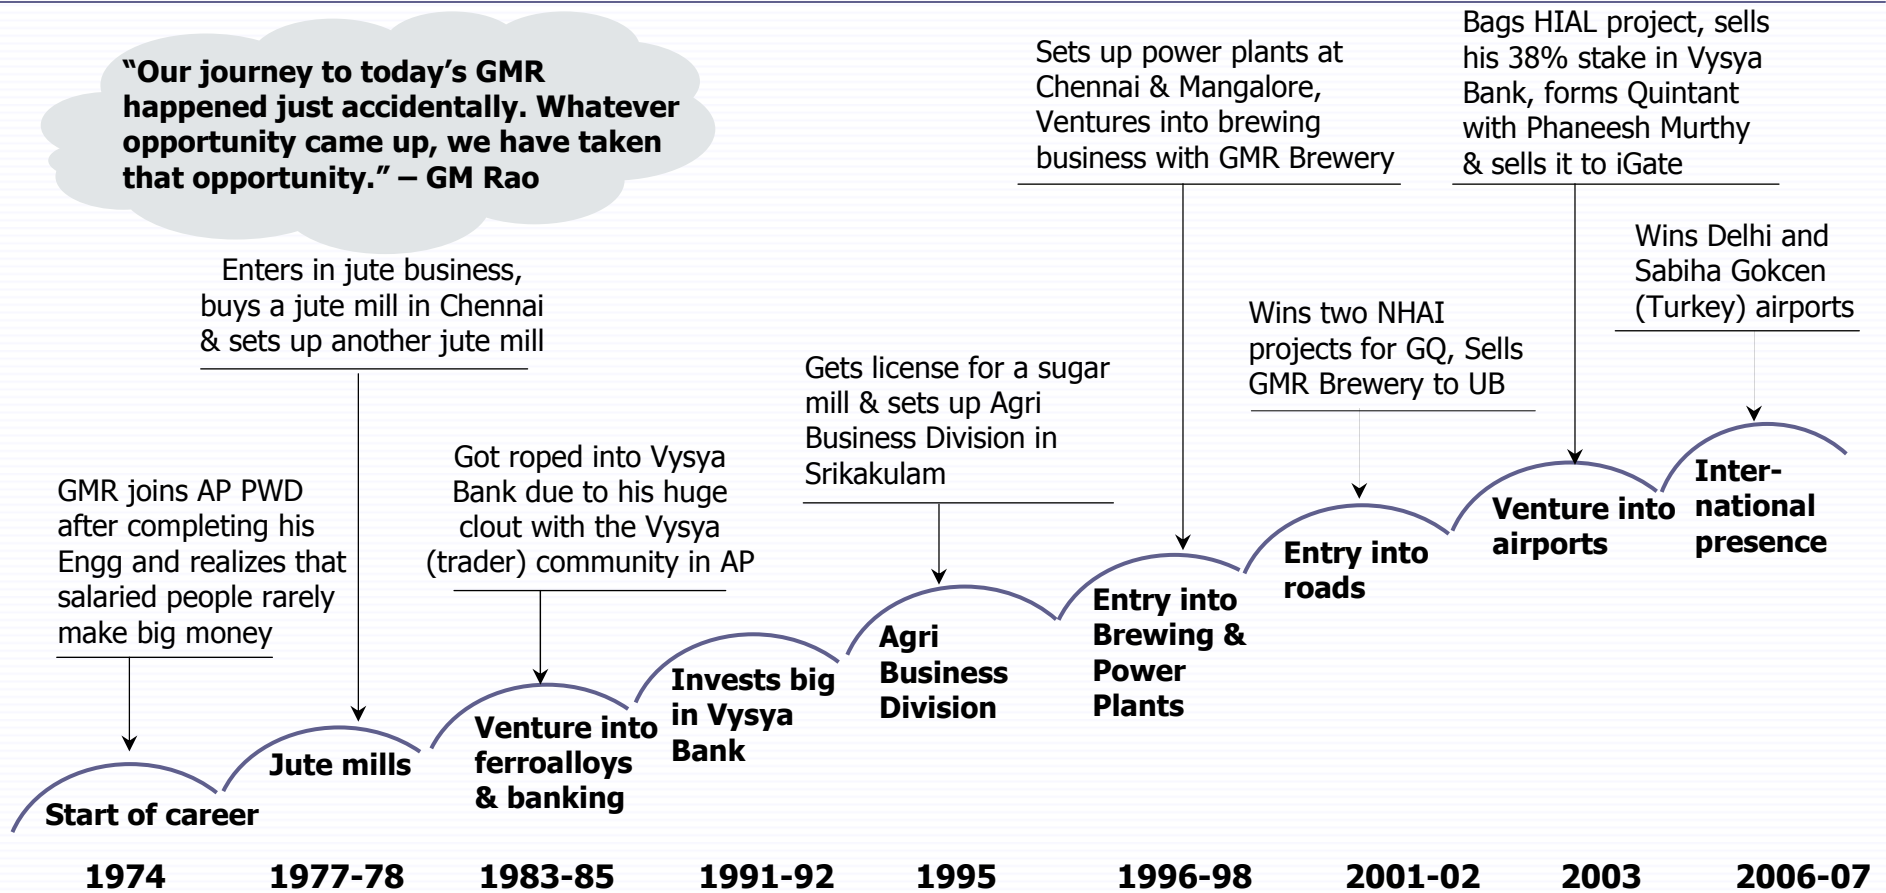 “Our journey to today’s GMR
happened just accidentally. Whatever
opportunity came up, we have taken
that opportunity.” – GM Rao
GMR joins AP PWD
after completing his
Engg and realizes that
salaried people rarely
make big money
Enters in jute business,
buys a jute mill in Chennai
& sets up another jute mill
Got roped into Vysya
Bank due to his huge
clout with the Vysya
(trader) community in AP
Gets license for a sugar
mill & sets up Agri
Business Division in
Srikakulam
Sets up power plants at
Chennai & Mangalore,
Ventures into brewing
business with GMR Brewery
Wins two NHAI
projects for GQ, Sells
GMR Brewery to UB
Bags HIAL project, sells
his 38% stake in Vysya
Bank, forms Quintant
with Phaneesh Murthy
& sells it to iGate
Wins Delhi and
Sabiha Gokcen
(Turkey) airports
Start of career
Jute mills
Venture into
ferroalloys
& banking
Invests big
in Vysya
Bank
Agri
Business
Division
Entry into
Brewing &
Power
Plants
Entry into
roads
Venture into
airports
Inter-
national
presence
1974
1977-78
1983-85
1991-92
1995
1996-98
2001-02
2003
2006-07